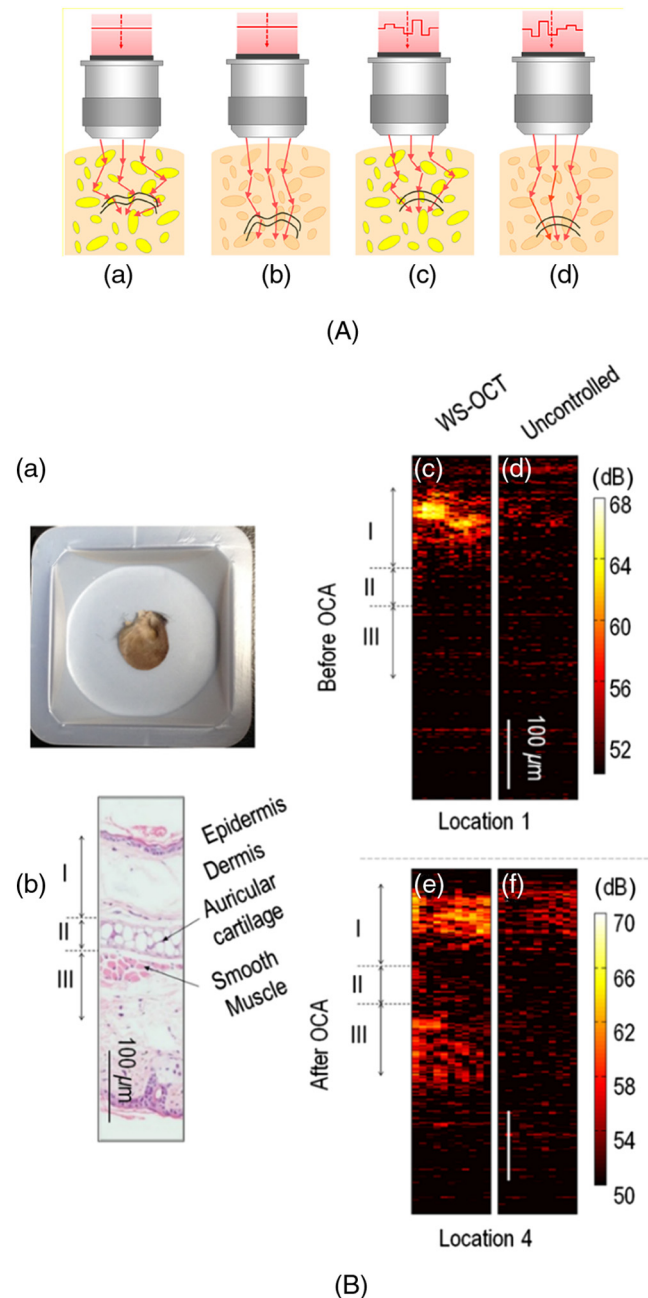 (a)
(b)
(c)
(d)
(A)
(a)
WS-OCT
Uncontrolled
(c)
(d)
(dB)
68
64
60
56
52
I
II
III
Before OCA
100 µm
Location 1
(b)
I
II
III
Epidermis
Dermis
Auricular
cartilage
Smooth
Muscle
100 µm
(e)
(f)
(dB)
70
66
62
58
54
50
I
II
III
After OCA
Location 4
(B)